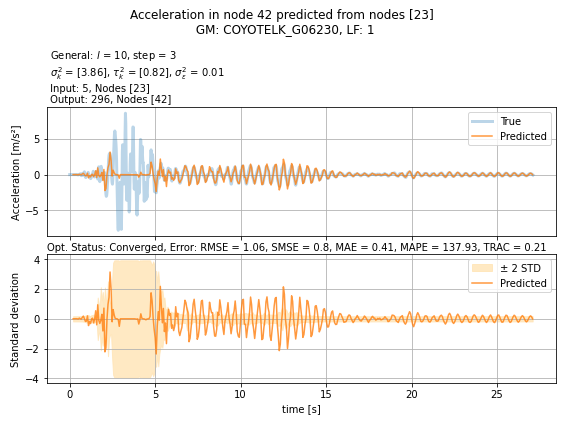 Acceleration in node 42 predicted from nodes [23]
GM: COYOTELK_G06230, LF: 1
General: l = 10, step = 3
σ²ₖ = [3.86], τ²ₖ = [0.82], σ²ε = 0.01
Input: 5, Nodes [23]
Output: 296, Nodes [42]
Acceleration [m/s²]
5
0
−5
True
Predicted
Opt. Status: Converged, Error: RMSE = 1.06, SMSE = 0.8, MAE = 0.41, MAPE = 137.93, TRAC = 0.21
Standard deviation
4
2
0
−2
−4
± 2 STD
Predicted
0 5 10 15 20 25
time [s]